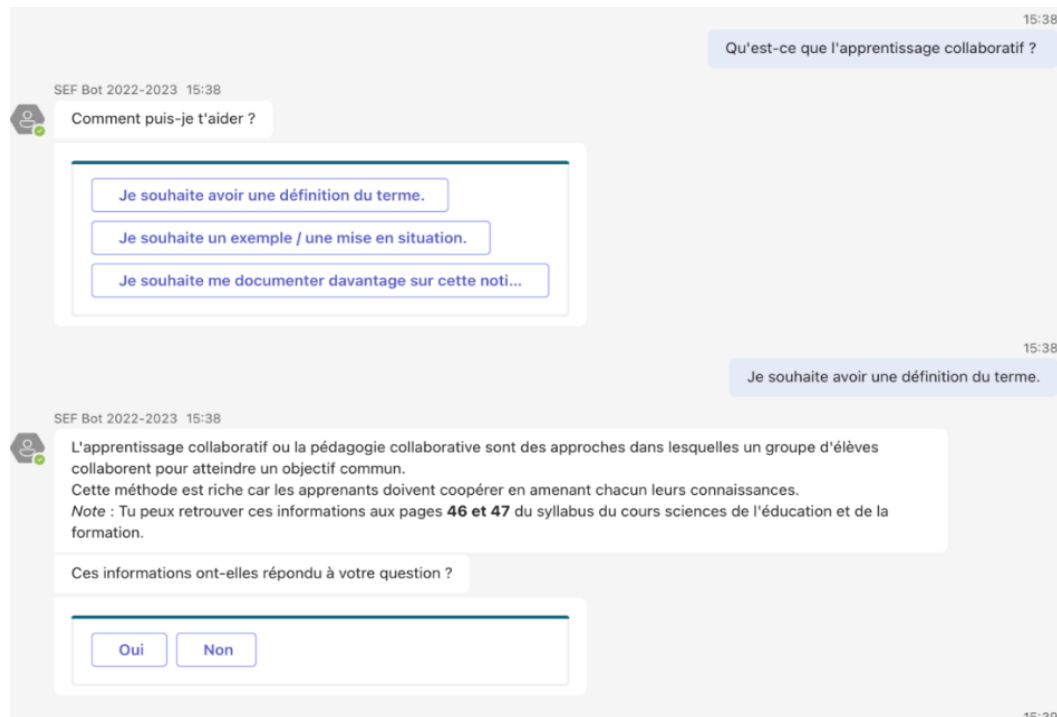 15:38
Qu'est-ce que l'apprentissage collaboratif ?
SEF Bot 2022-2023 15:38
Comment puis-je t'aider ?
Je souhaite avoir une définition du terme.
Je souhaite un exemple / une mise en situation.
Je souhaite me documenter davantage sur cette noti...
15:38
Je souhaite avoir une définition du terme.
SEF Bot 2022-2023 15:38
L'apprentissage collaboratif ou la pédagogie collaborative sont des approches dans lesquelles un groupe d'élèves
collaborent pour atteindre un objectif commun.
Cette méthode est riche car les apprenants doivent coopérer en amenant chacun leurs connaissances.
Note : Tu peux retrouver ces informations aux pages 46 et 47 du syllabus du cours sciences de l'éducation et de la
formation.
Ces informations ont-elles répondu à votre question ?
Oui Non
15:39